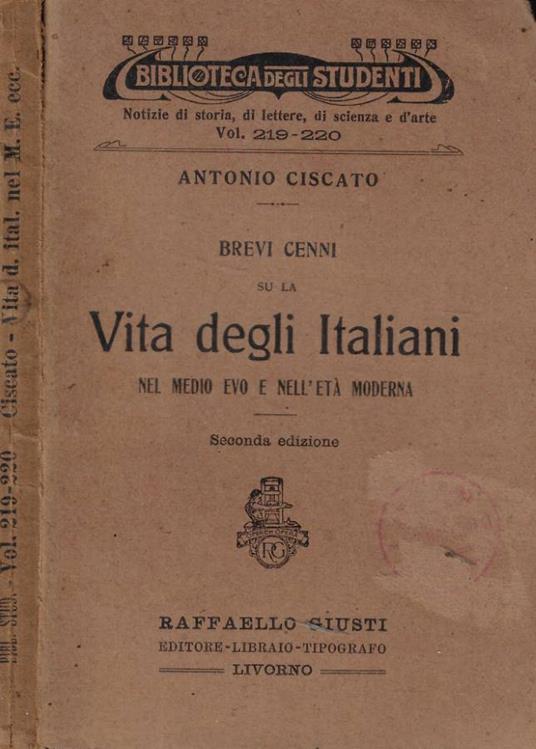 BIBLIOTECA DEGLI STUDENTI
Notizie di storia, di lettere, di scienza e d'arte
Vol. 219-220
ANTONIO CISCATO
BREVI CENNI
SU LA
Vita degli Italiani
NEL MEDIO EVO E NELL'ETÀ MODERNA
Seconda edizione
RG
RAFFAELLO GIUSTI
EDITORE-LIBRAIO-TIPOGRAFO
LIVORNO
Vol. 219-220 - Ciscato - Vita d. ital. nel M. E. ecc.